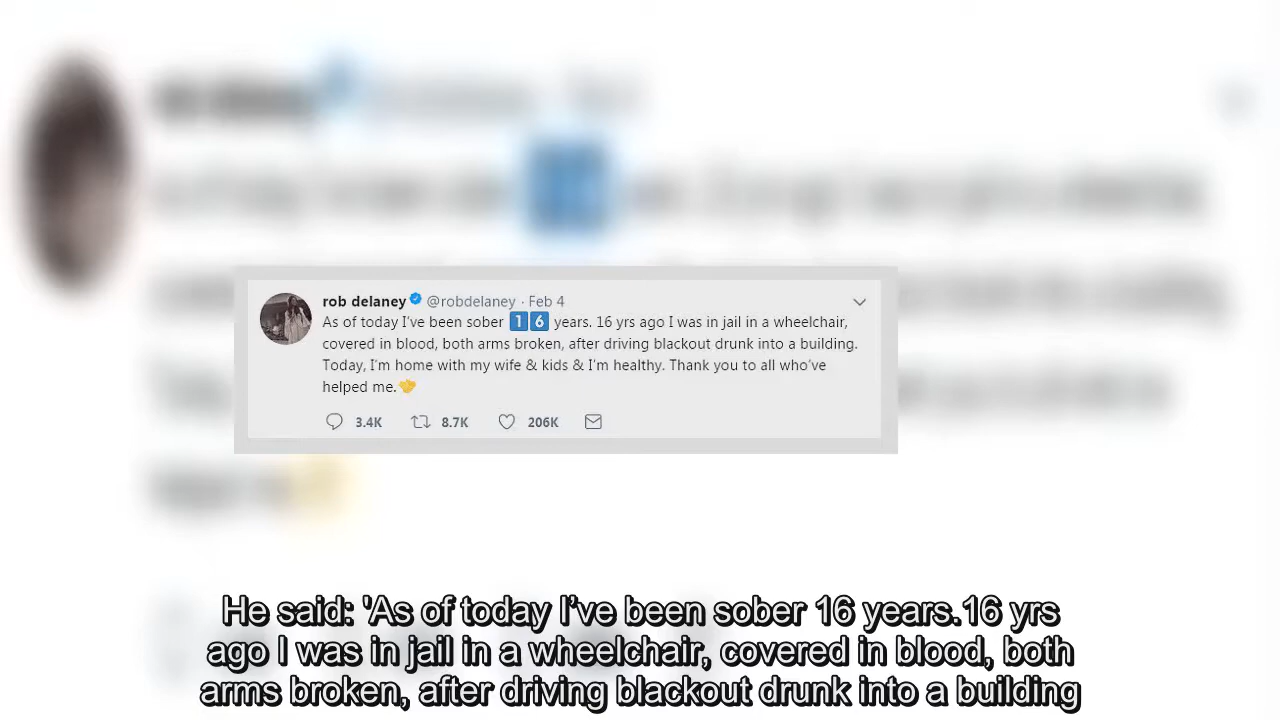 rob delaney @robdelaney · Feb 4
As of today I've been sober 16 years. 16 yrs ago I was in jail in a wheelchair,
covered in blood, both arms broken, after driving blackout drunk into a building.
Today, I'm home with my wife & kids & I'm healthy. Thank you to all who've
helped me.
3.4K 8.7K 206K
He said: 'As of today I've been sober 16 years.16 yrs
ago I was in jail in a wheelchair, covered in blood, both
arms broken, after driving blackout drunk into a building